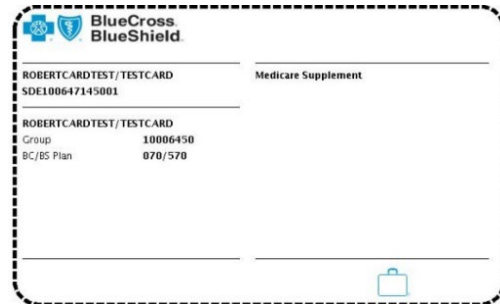 BlueCross
BlueShield
ROBERTCARDTEST/TESTCARD
SDE100647145001
Medicare Supplement
ROBERTCARDTEST/TESTCARD
Group 10006450
BC/BS Plan 070/570